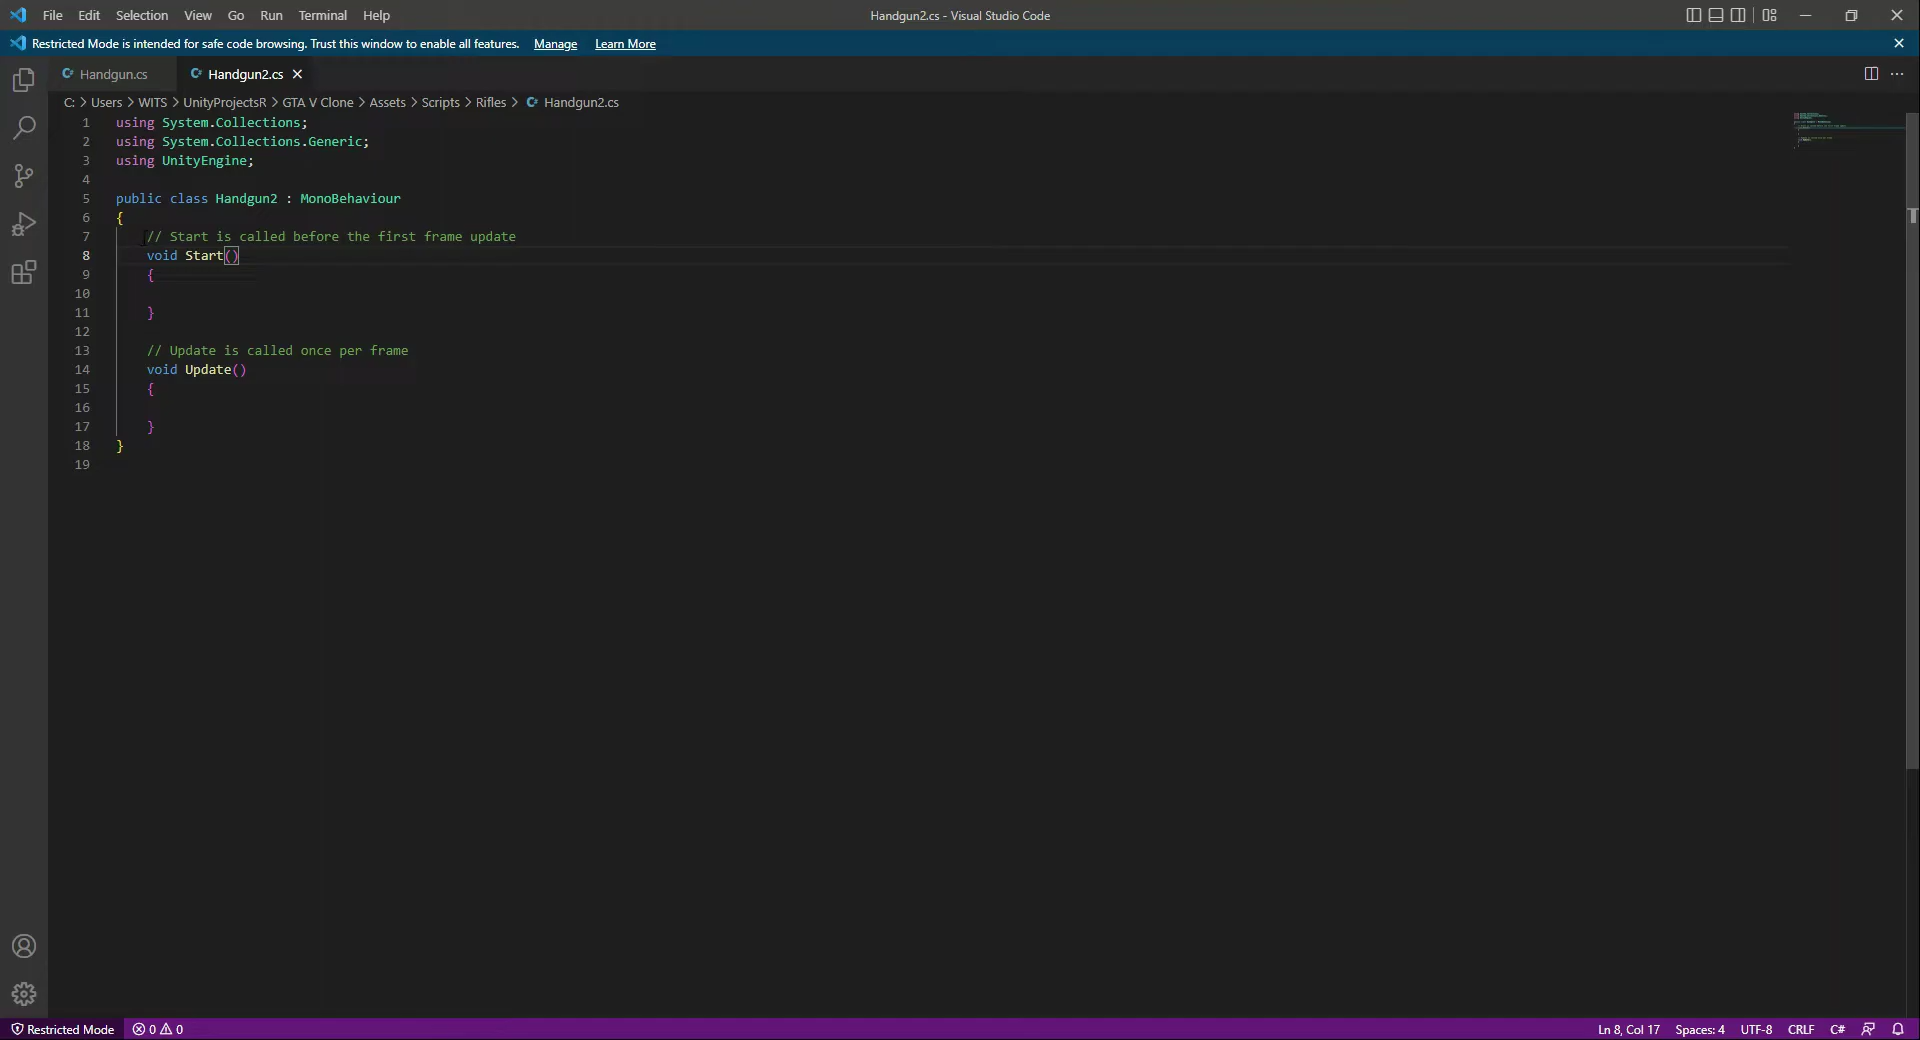 File Edit Selection View Go Run Terminal Help Handgun2.cs - Visual Studio Code
Restricted Mode is intended for safe code browsing. Trust this window to enable all features. Manage Learn More
Handgun.cs Handgun2.cs
C: > Users > WITS > UnityProjectsR > GTA V Clone > Assets > Scripts > Rifles > Handgun2.cs
1 using System.Collections;
2 using System.Collections.Generic;
3 using UnityEngine;
4
5 public class Handgun2 : MonoBehaviour
6 {
7 // Start is called before the first frame update
8 void Start()
9 {
10
11 }
12
13 // Update is called once per frame
14 void Update()
15 {
16
17 }
18 }
19
Restricted Mode 0 0 Ln 8, Col 17 Spaces: 4 UTF-8 CRLF C#